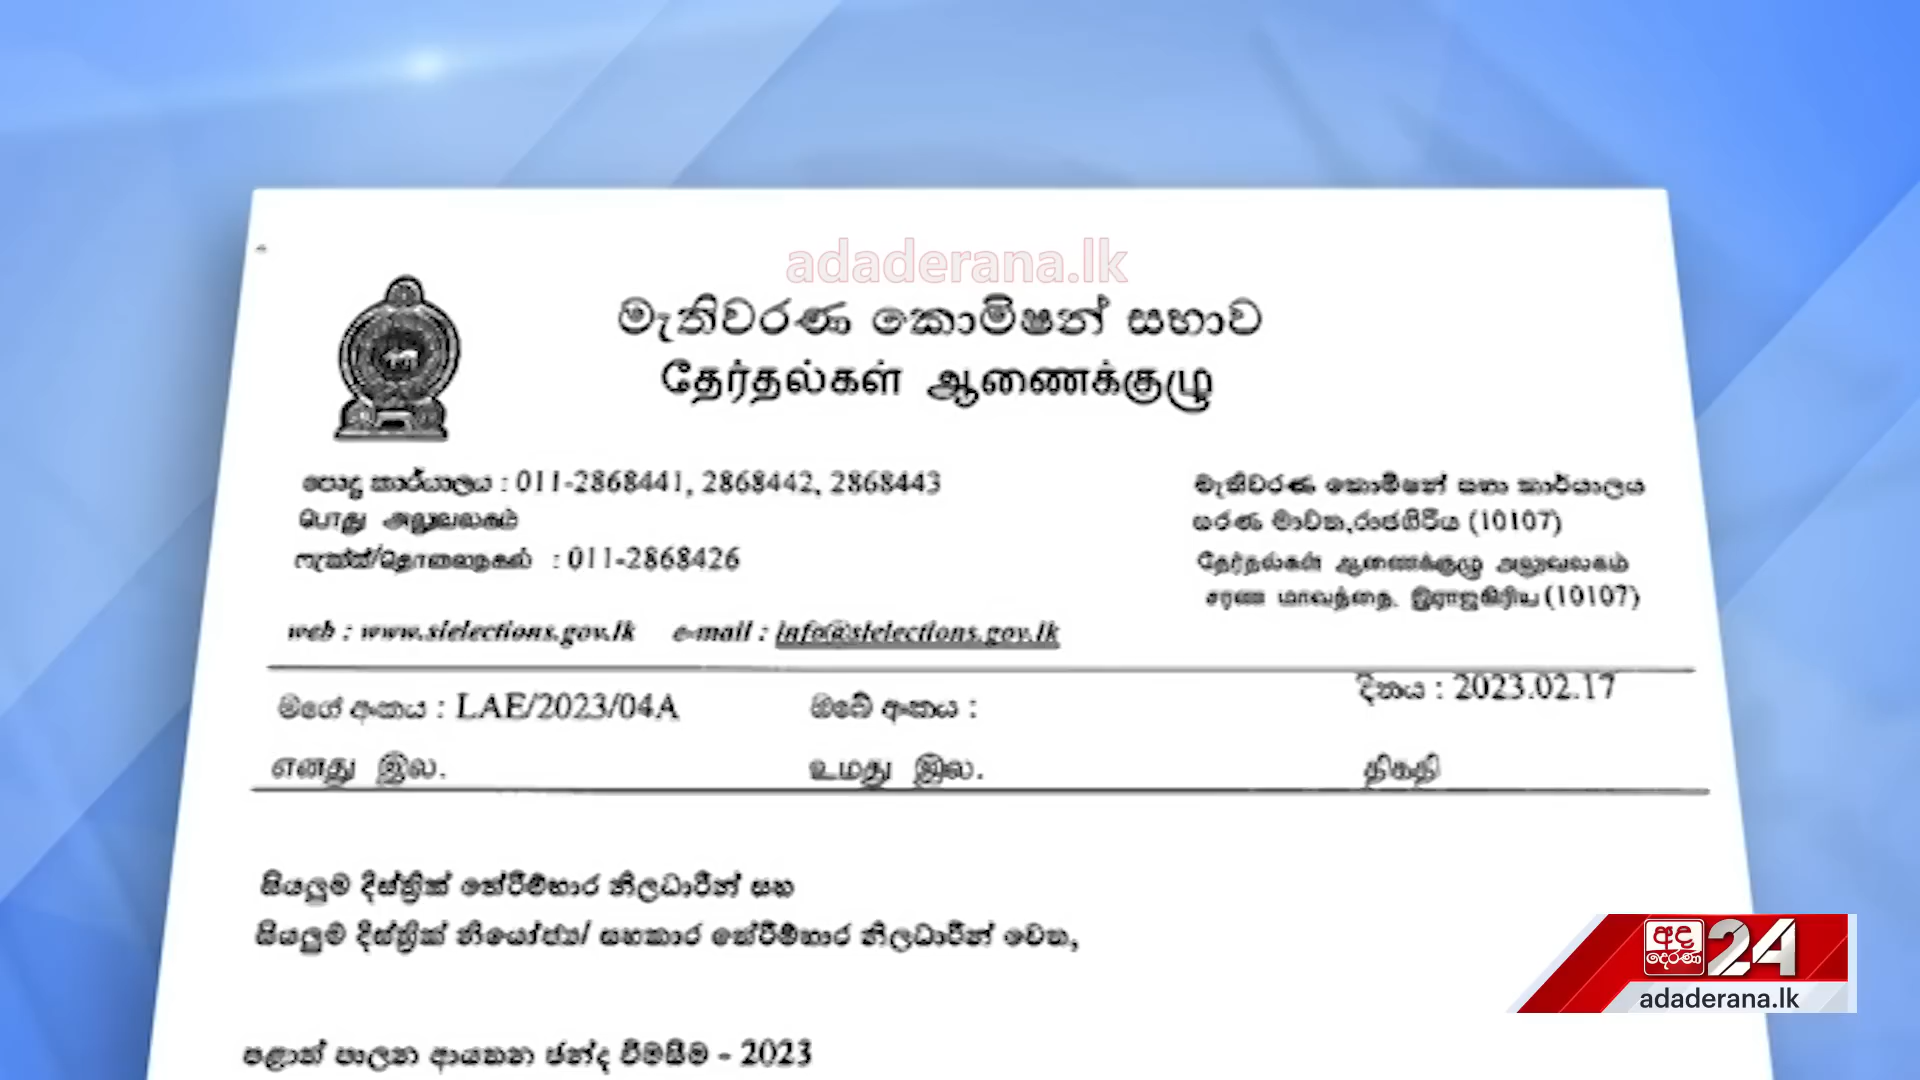 adaderana.lk
මැතිවරණ කොමිෂන් සභාව
தேர்தல்கள் ஆணைக்குழு
පොදු කාර්යාලය : 011-2868441, 2868442, 2868443
பொது அலுவலகம்
ෆැක්ස්/தொலைநகல் : 011-2868426
web : www.slelections.gov.lk e-mail : info@slelections.gov.lk
මැතිවරණ කොමිෂන් සභා කාර්යාලය
සරණ මාවත,රාජගිරිය (10107)
தேர்தல்கள் ஆணைக்குழு அலுவலகம்
சரண மாவத்தை, இராஜகிரிய (10107)
මගේ අංකය : LAE/2023/04A ඔබේ අංකය : දිනය : 2023.02.17
எனது இல. உமது இல. திகதி
සියලුම දිස්ත්‍රික් තේරීම්භාර නිලධාරීන් සහ
සියලුම දිස්ත්‍රික් නියෝජ්‍ය/ සහකාර තේරීම්භාර නිලධාරීන් වෙත,
පළාත් පාලන ආයතන ඡන්ද විමසීම - 2023
අද දෙරණ 24
adaderana.lk